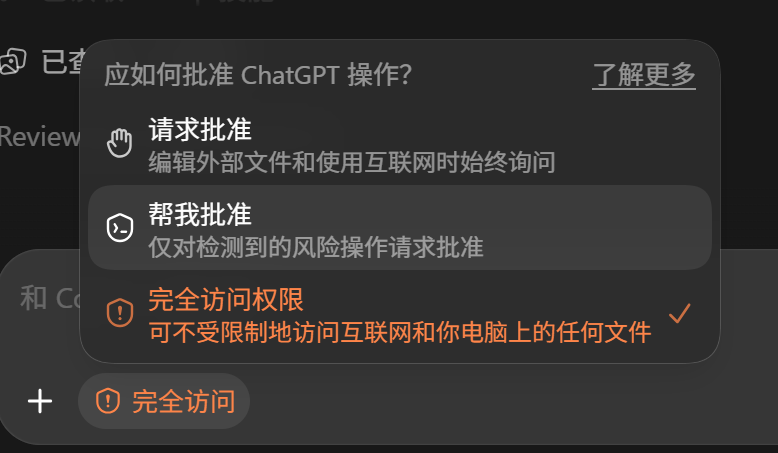 已查
应如何批准 ChatGPT 操作？
了解更多
Review
请求批准
编辑外部文件和使用互联网时始终询问
帮我批准
仅对检测到的风险操作请求批准
完全访问权限
可不受限制地访问互联网和你电脑上的任何文件
和 Co
完全访问